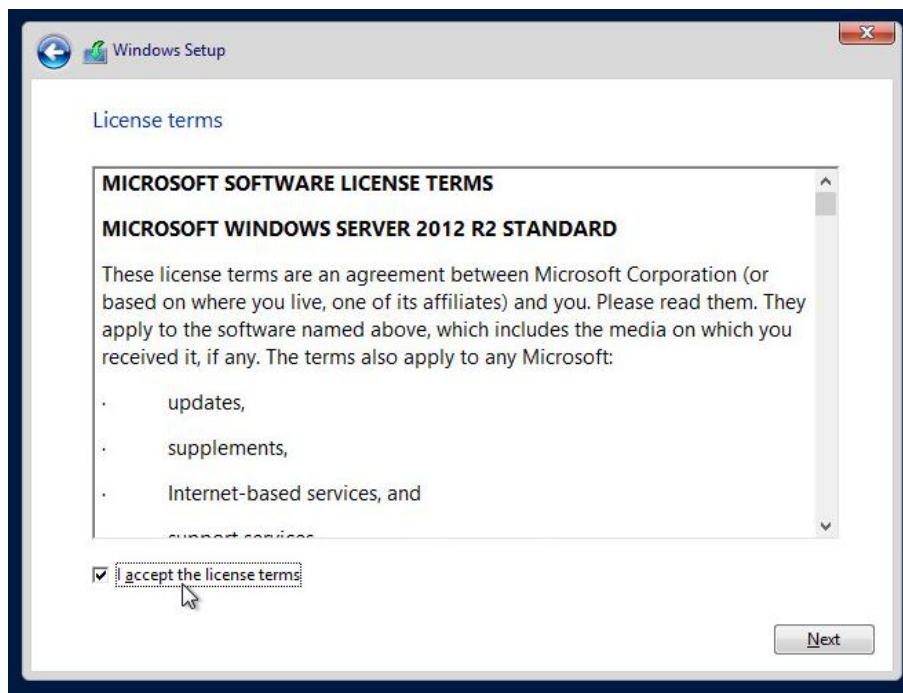 Windows Setup
License terms
MICROSOFT SOFTWARE LICENSE TERMS
MICROSOFT WINDOWS SERVER 2012 R2 STANDARD
These license terms are an agreement between Microsoft Corporation (or
based on where you live, one of its affiliates) and you. Please read them. They
apply to the software named above, which includes the media on which you
received it, if any. The terms also apply to any Microsoft:
· updates,
· supplements,
· Internet-based services, and
support services
I accept the license terms
Next